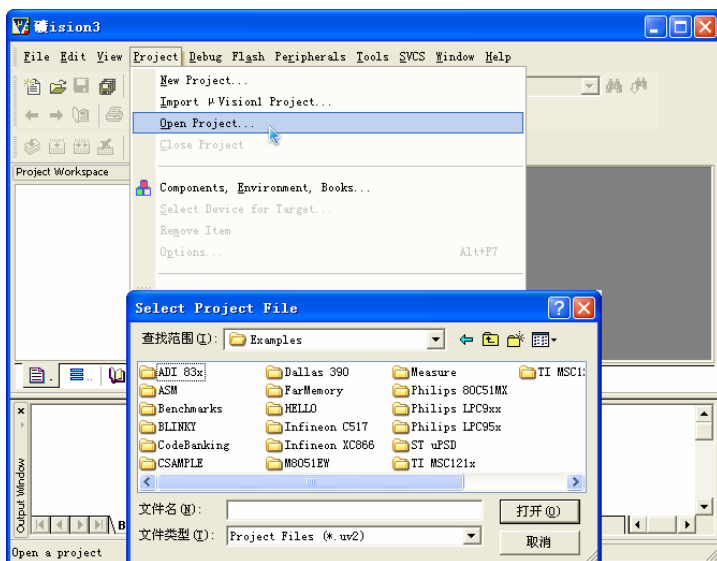 礦ision3
File Edit View Project Debug Flash Peripherals Tools SVCS Window Help
New Project...
Import μVision1 Project...
Open Project...
Close Project
Project Workspace
Components, Environment, Books...
Select Device for Target...
Remove Item
Options... Alt+F7
Select Project File
查找范围(I): Examples
ADI 83x Dallas 390 Measure TI MSC1
ASM FarMemory Philips 80C51MX
Benchmarks HELLO Philips LPC9xx
BLINKY Infineon C517 Philips LPC95x
CodeBanking Infineon XC866 ST uPSD
CSAMPLE M8051EW TI MSC121x
文件名(N): 打开(O)
文件类型(T): Project Files (*.uv2) 取消
Output Window
B
Open a project